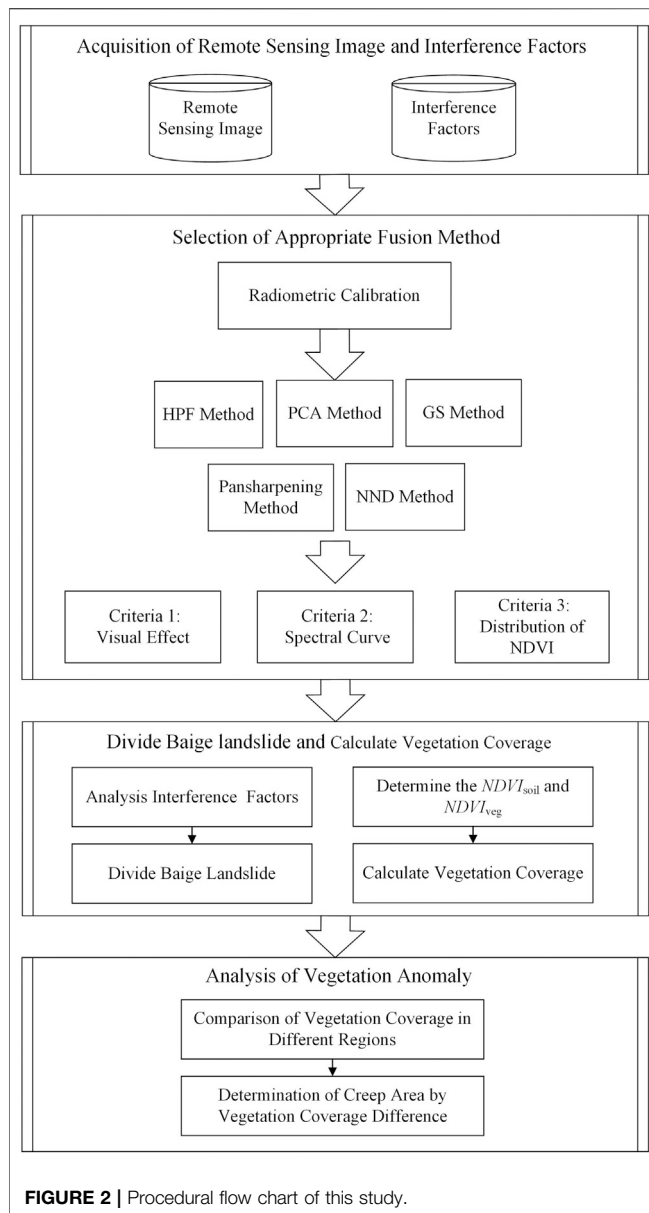 Acquisition of Remote Sensing Image and Interference Factors
Remote
Sensing Image
Interference
Factors
Selection of Appropriate Fusion Method
Radiometric Calibration
HPF Method
PCA Method
GS Method
Pansharpening
Method
NND Method
Criteria 1:
Visual Effect
Criteria 2:
Spectral Curve
Criteria 3:
Distribution of
NDVI
Divide Baige landslide and Calculate Vegetation Coverage
Analysis Interference Factors
Divide Baige Landslide
Determine the NDVIsoil and
NDVIveg
Calculate Vegetation Coverage
Analysis of Vegetation Anomaly
Comparison of Vegetation Coverage in
Different Regions
Determination of Creep Area by
Vegetation Coverage Difference
FIGURE 2 | Procedural flow chart of this study.